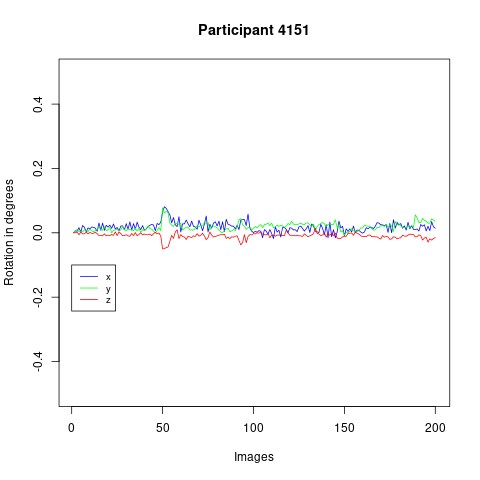 Participant 4151
Rotation in degrees
0.4
0.2
0.0
-0.2
-0.4
x
y
z
0 50 100 150 200
Images